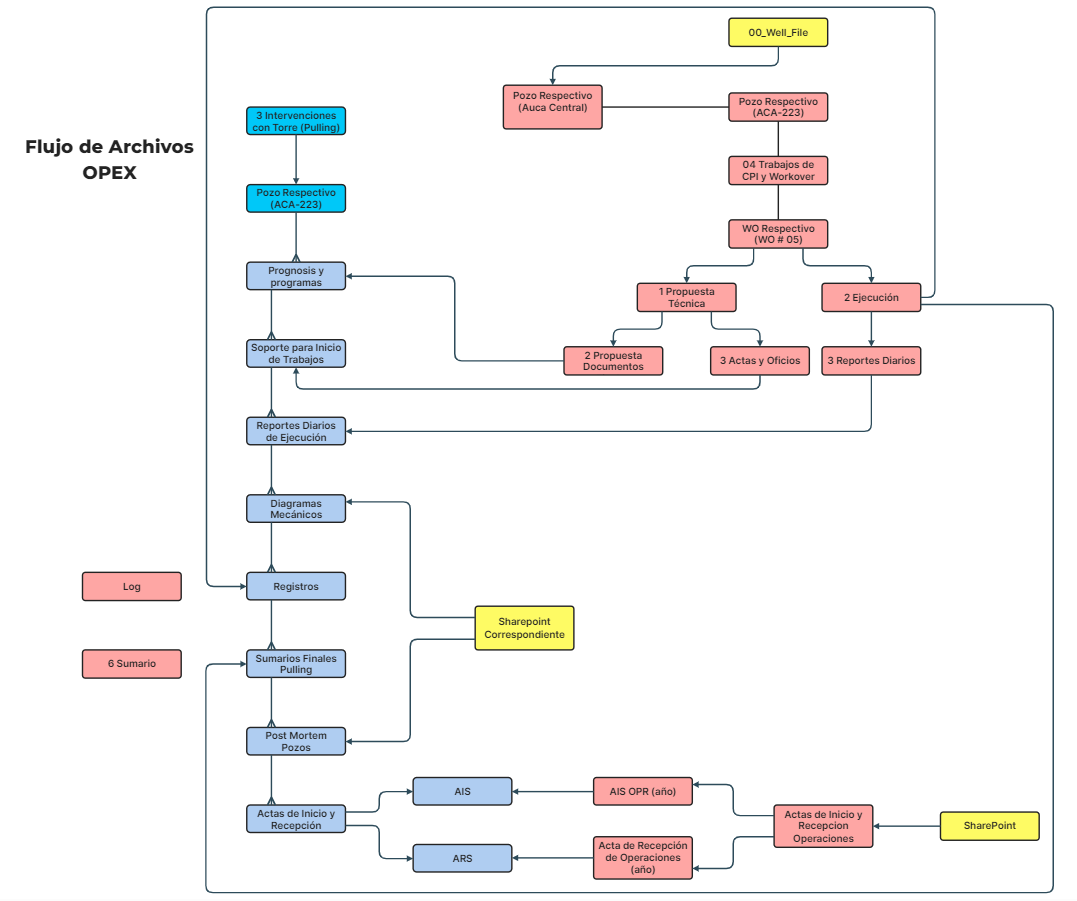 Flujo de Archivos
OPEX
00_Well_File
Pozo Respectivo
(Auca Central)
Pozo Respectivo
(ACA-223)
3 Intervenciones
con Torre (Pulling)
04 Trabajos de
CPI y Workover
Pozo Respectivo
(ACA-223)
WO Respectivo
(WO # 05)
Prognosis y
programas
1 Propuesta
Técnica
2 Ejecución
Soporte para Inicio
de Trabajos
2 Propuesta
Documentos
3 Actas y Oficios
3 Reportes Diarios
Reportes Diarios
de Ejecución
Diagramas
Mecánicos
Log
Registros
Sharepoint
Correspondiente
6 Sumario
Sumarios Finales
Pulling
Post Mortem
Pozos
AIS
AIS OPR (año)
Actas de Inicio y
Recepción
Actas de Inicio y
Recepcion
Operaciones
SharePoint
ARS
Acta de Recepción
de Operaciones
(año)